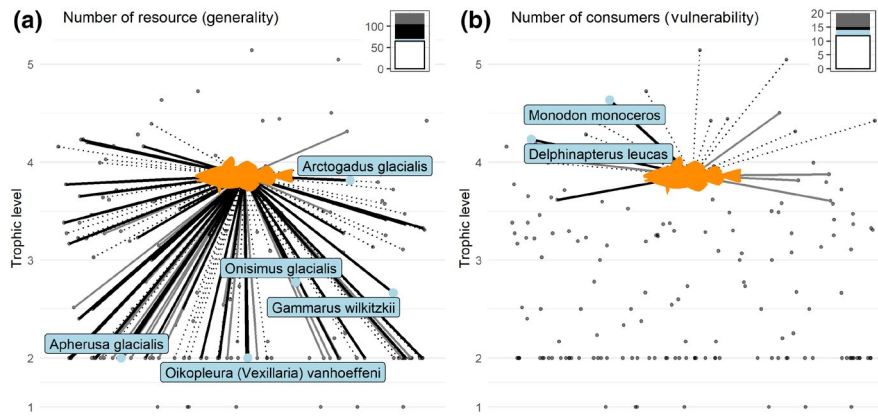 (a)
Number of resource (generality)
100
50
0
Trophic level
5
4
3
2
1
Arctogadus glacialis
Onisimus glacialis
Gammarus wilkitzkii
Apherusa glacialis
Oikopleura (Vexillaria) vanhoeffeni
(b)
Number of consumers (vulnerability)
20
15
10
5
0
Trophic level
5
4
3
2
1
Monodon monoceros
Delphinapterus leucas